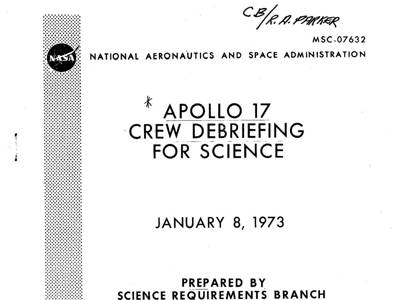 CB/R.A. PARKER
MSC-07632
NASA
NATIONAL AERONAUTICS AND SPACE ADMINISTRATION
* APOLLO 17
CREW DEBRIEFING
FOR SCIENCE
JANUARY 8, 1973
PREPARED BY
SCIENCE REQUIREMENTS BRANCH